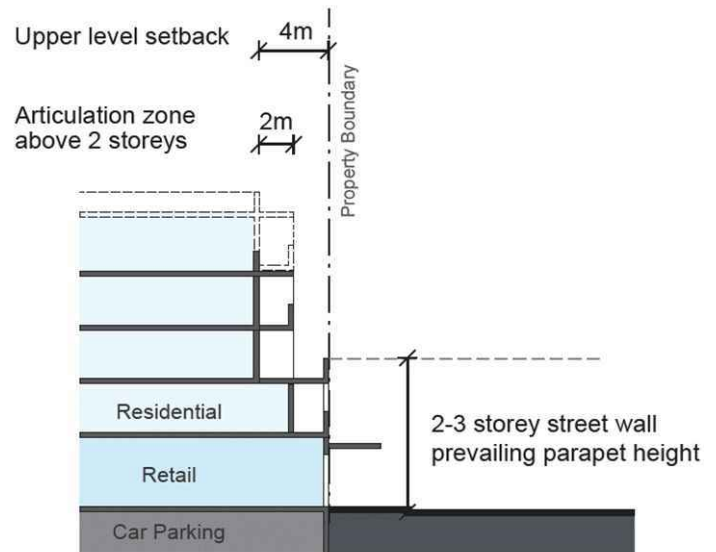 Upper level setback
4m
Articulation zone
above 2 storeys
2m
Property Boundary
Residential
2-3 storey street wall
prevailing parapet height
Retail
Car Parking